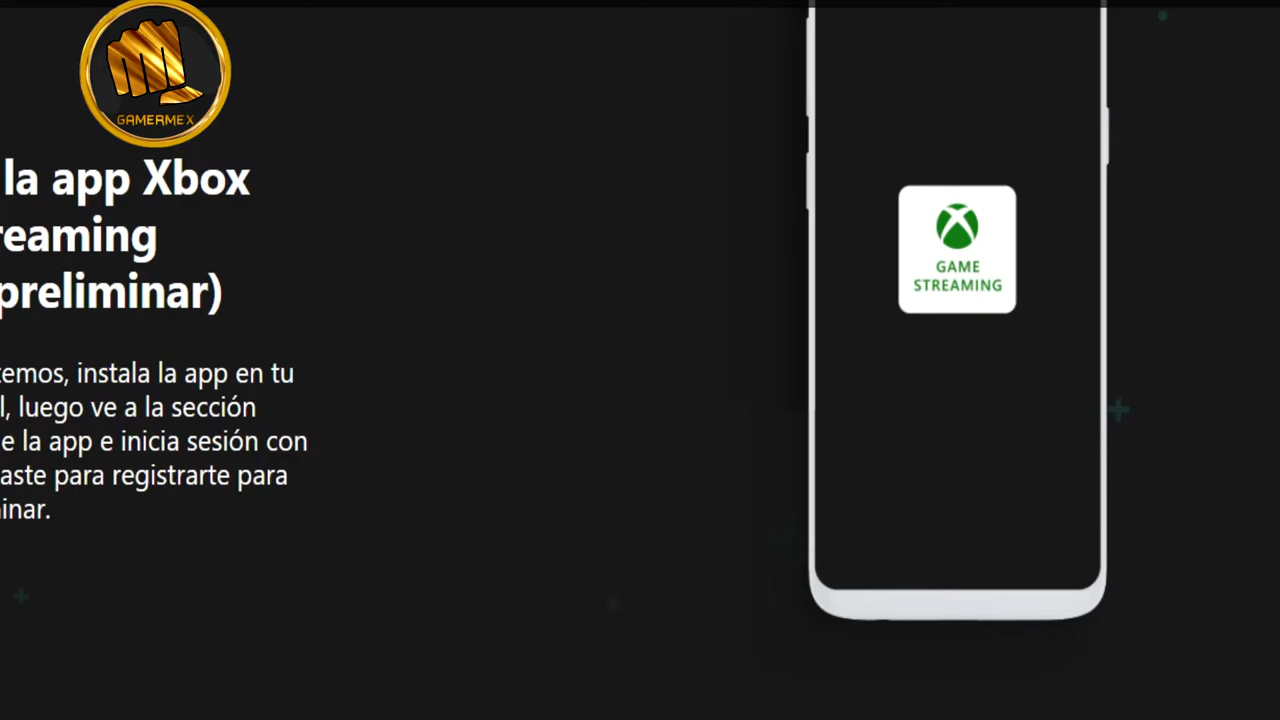 GAMERMEX
la app Xbox
reaming
preliminar)
temos, instala la app en tu
l, luego ve a la sección
e la app e inicia sesión con
aste para registrarte para
inar.
GAME
STREAMING